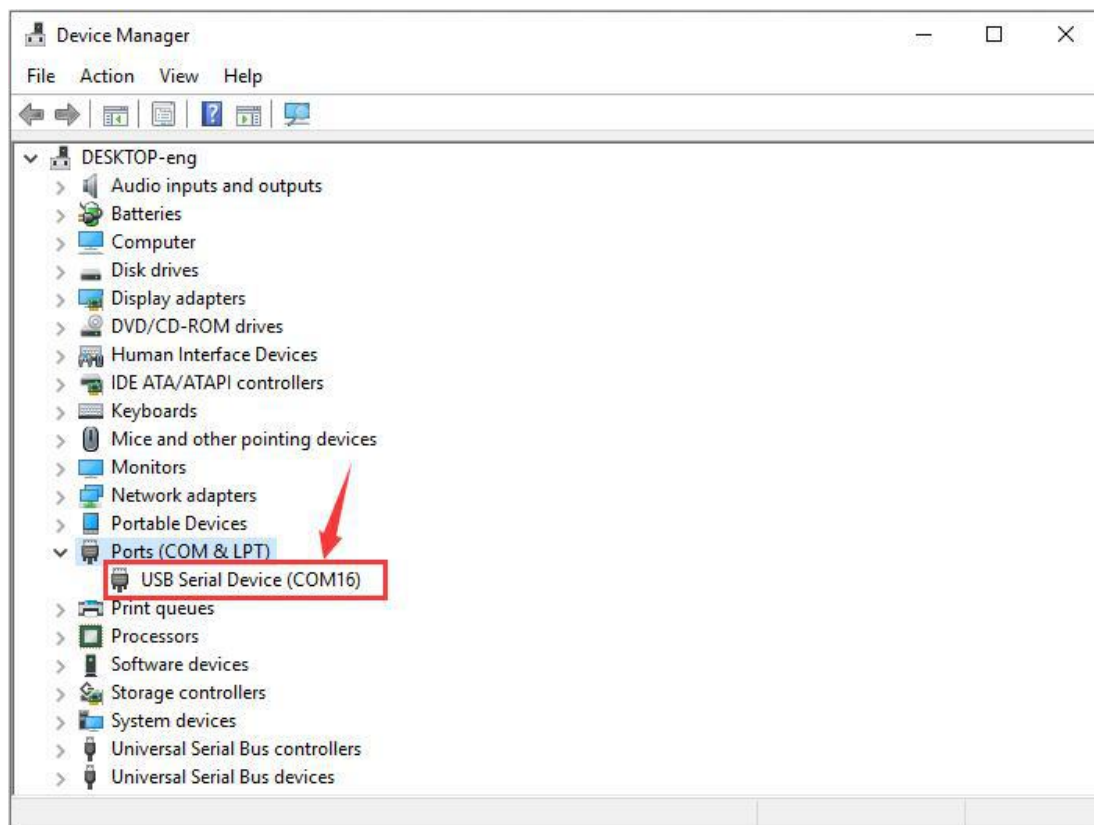 Device Manager
File Action View Help
DESKTOP-eng
Audio inputs and outputs
Batteries
Computer
Disk drives
Display adapters
DVD/CD-ROM drives
Human Interface Devices
IDE ATA/ATAPI controllers
Keyboards
Mice and other pointing devices
Monitors
Network adapters
Portable Devices
Ports (COM & LPT)
USB Serial Device (COM16)
Print queues
Processors
Software devices
Storage controllers
System devices
Universal Serial Bus controllers
Universal Serial Bus devices